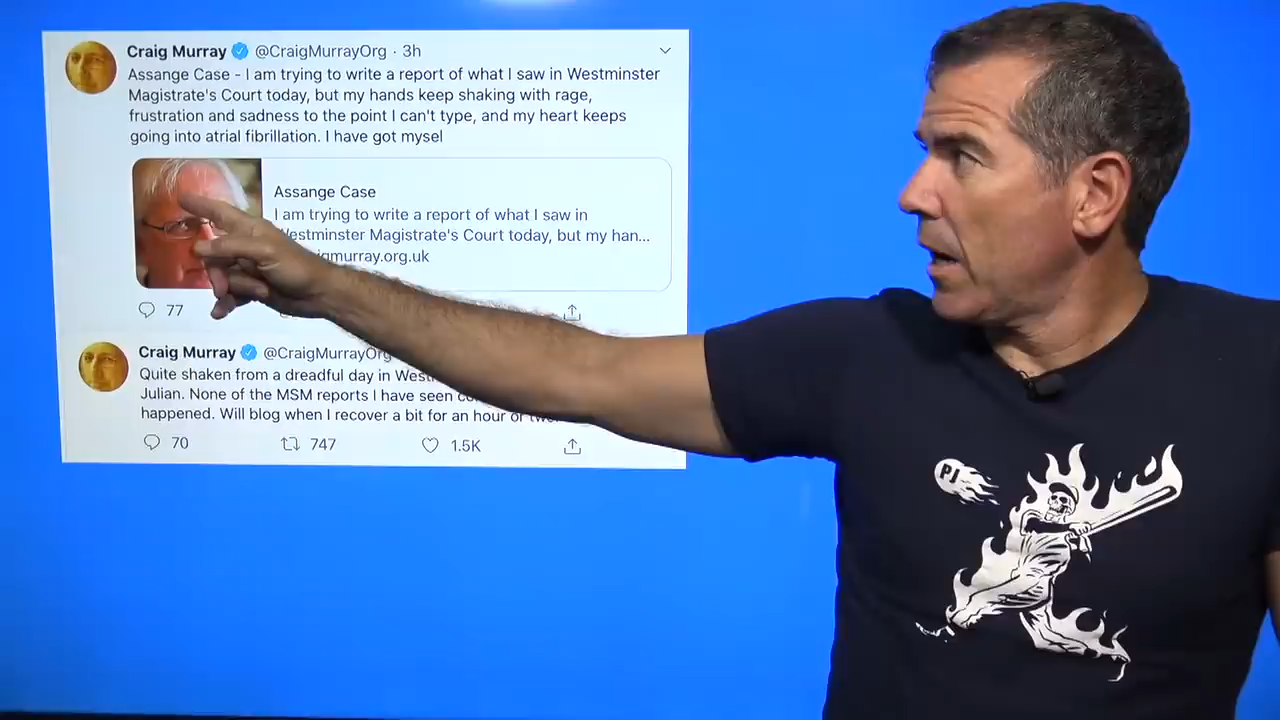 Craig Murray @CraigMurrayOrg · 3h
Assange Case - I am trying to write a report of what I saw in Westminster
Magistrate's Court today, but my hands keep shaking with rage,
frustration and sadness to the point I can't type, and my heart keeps
going into atrial fibrillation. I have got mysel
Assange Case
I am trying to write a report of what I saw in
Westminster Magistrate's Court today, but my han...
craigmurray.org.uk
77
Craig Murray @CraigMurrayOrg
Quite shaken from a dreadful day in
Julian. None of the MSM reports I have seen
happened. Will blog when I recover a bit for an hour or
70 747 1.5K
PJ